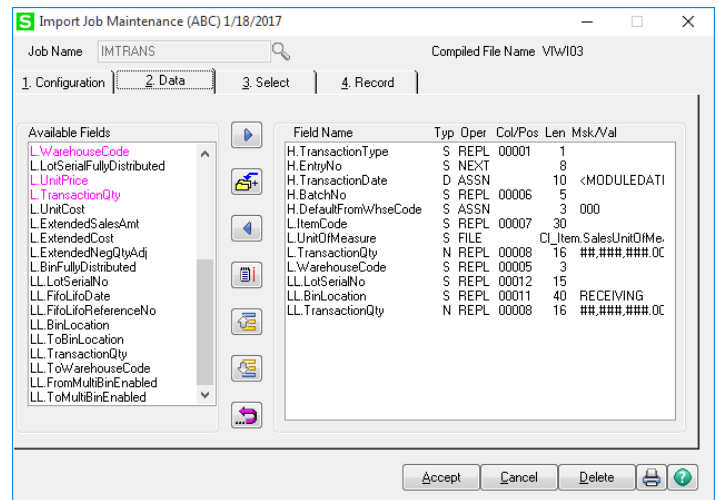 S Import Job Maintenance (ABC) 1/18/2017
Job Name IMTRANS Compiled File Name VIWI03
1. Configuration 2. Data 3. Select 4. Record
Available Fields
L.WarehouseCode
L.LotSerialFullyDistributed
L.UnitPrice
L.TransactionQty
L.UnitCost
L.ExtendedSalesAmt
L.ExtendedCost
L.ExtendedNegQtyAdj
L.BinFullyDistributed
LL.LotSerialNo
LL.FifoLifoDate
LL.FifoLifoReferenceNo
LL.BinLocation
LL.ToBinLocation
LL.TransactionQty
LL.ToWarehouseCode
LL.FromMultiBinEnabled
LL.ToMultiBinEnabled
Field Name Typ Oper Col/Pos Len Msk/Val
H.TransactionType S REPL 00001 1
H.EntryNo S NEXT 8
H.TransactionDate D ASSN 10 <MODULEDATI
H.BatchNo S REPL 00006 5
H.DefaultFromWhseCode S ASSN 3 000
L.ItemCode S REPL 00007 30
L.UnitOfMeasure S FILE CI_Item.SalesUnitOfMe
L.TransactionQty N REPL 00008 16 ##,###,###.00
L.WarehouseCode S REPL 00005 3
LL.LotSerialNo S REPL 00012 15
LL.BinLocation S REPL 00011 40 RECEIVING
LL.TransactionQty N REPL 00008 16 ##,###,###.00
Accept Cancel Delete ?